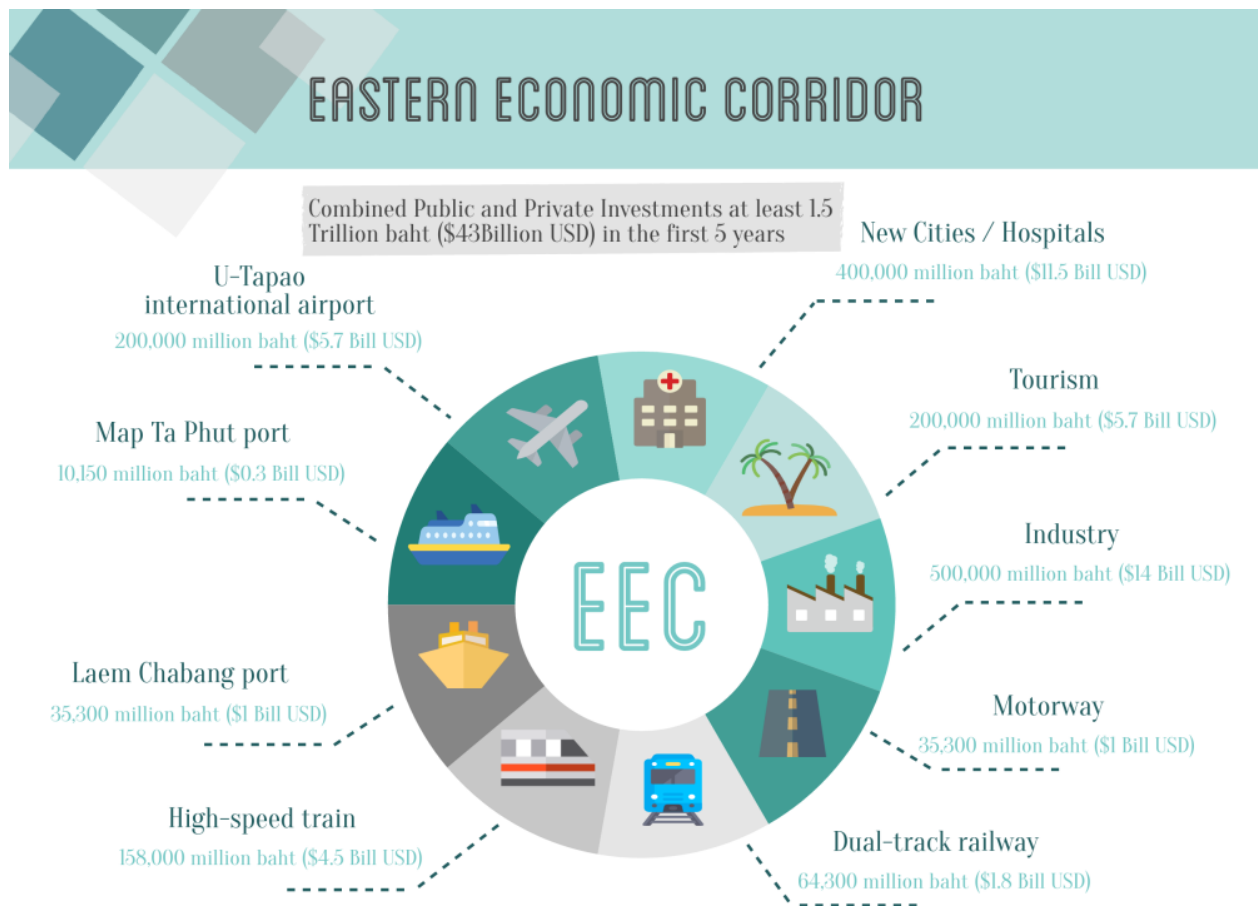 EASTERN ECONOMIC CORRIDOR
Combined Public and Private Investments at least 1.5
Trillion baht ($43Billion USD) in the first 5 years
New Cities / Hospitals
400,000 million baht ($11.5 Bill USD)
U-Tapao
international airport
200,000 million baht ($5.7 Bill USD)
Tourism
200,000 million baht ($5.7 Bill USD)
Map Ta Phut port
10,150 million baht ($0.3 Bill USD)
Industry
500,000 million baht ($14 Bill USD)
EEC
Laem Chabang port
35,300 million baht ($1 Bill USD)
Motorway
35,300 million baht ($1 Bill USD)
High-speed train
158,000 million baht ($4.5 Bill USD)
Dual-track railway
64,300 million baht ($1.8 Bill USD)